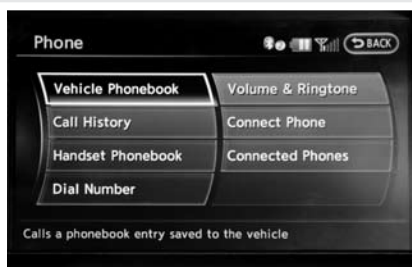 Phone
BACK
Vehicle Phonebook
Volume & Ringtone
Call History
Connect Phone
Handset Phonebook
Connected Phones
Dial Number
Calls a phonebook entry saved to the vehicle